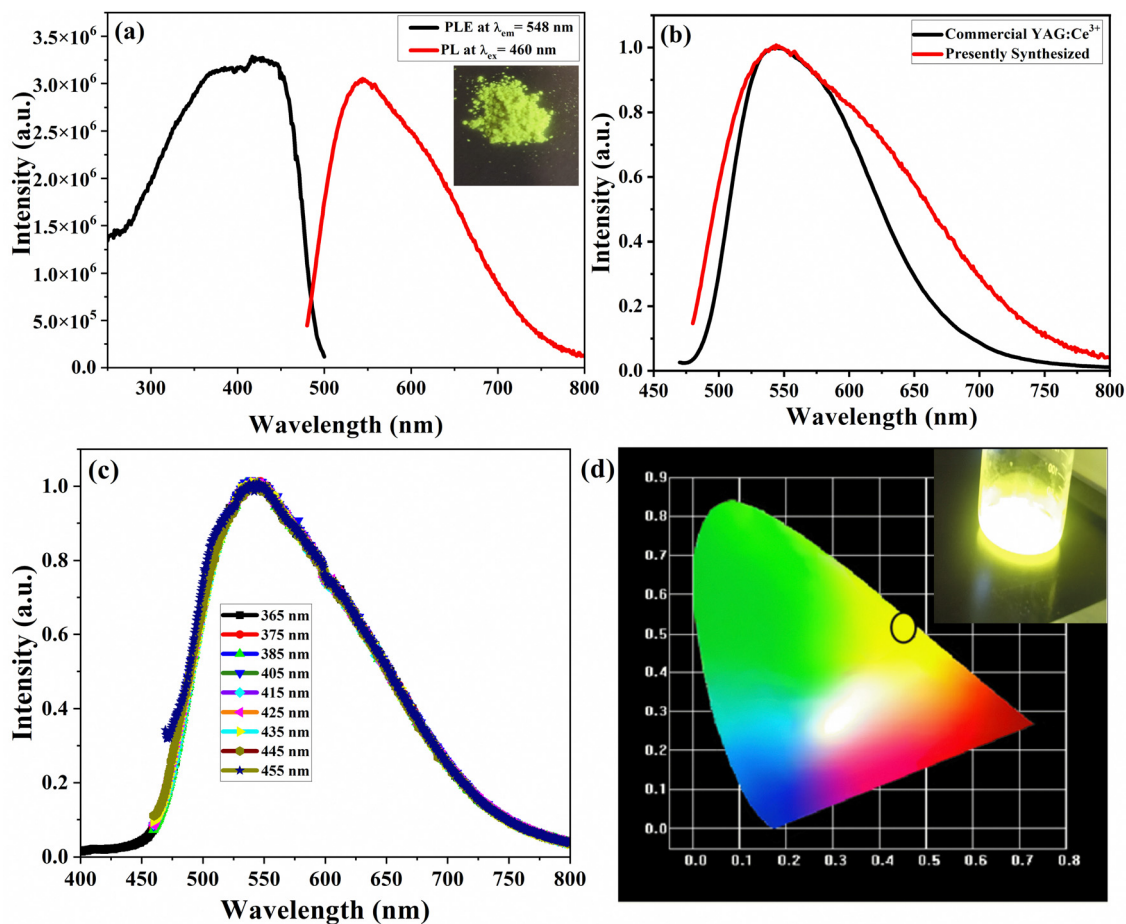 (a)
PLE at λem= 548 nm
PL at λex= 460 nm
3.5×10⁶
3.0×10⁶
2.5×10⁶
2.0×10⁶
1.5×10⁶
1.0×10⁶
5.0×10⁵
0.0
Intensity (a.u.)
300 400 500 600 700 800
Wavelength (nm)
(b)
Commercial YAG:Ce³⁺
Presently Synthesized
1.0
0.8
0.6
0.4
0.2
0.0
Intensity (a.u.)
450 500 550 600 650 700 750 800
Wavelength (nm)
(c)
1.0
0.8
0.6
0.4
0.2
0.0
Intensity (a.u.)
365 nm
375 nm
385 nm
405 nm
415 nm
425 nm
435 nm
445 nm
455 nm
400 450 500 550 600 650 700 750 800
Wavelength (nm)
(d)
0.9
0.8
0.7
0.6
0.5
0.4
0.3
0.2
0.1
0.0
0.0 0.1 0.2 0.3 0.4 0.5 0.6 0.7 0.8